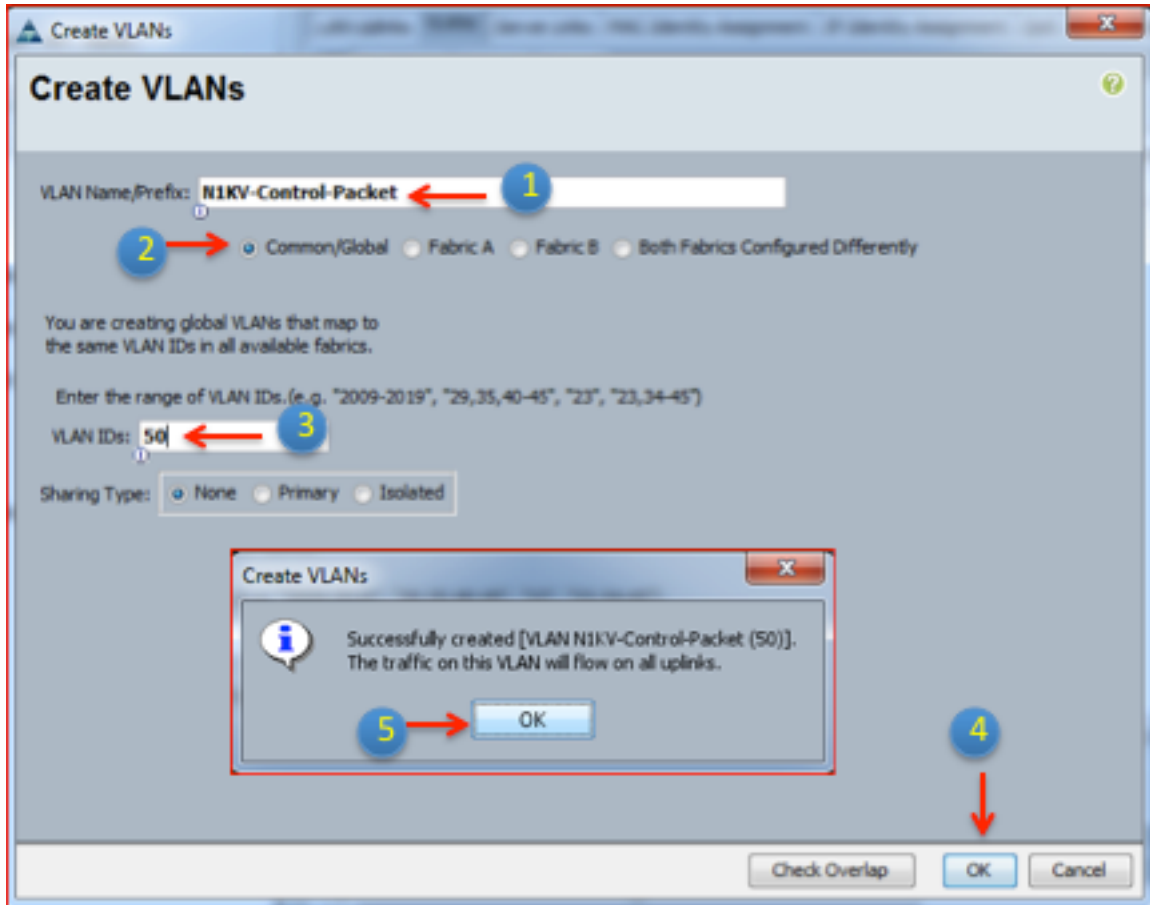 Create VLANs
Create VLANs
VLAN Name/Prefix: N1KV-Control-Packet
1
2
Common/Global Fabric A Fabric B Both Fabrics Configured Differently
You are creating global VLANs that map to
the same VLAN IDs in all available fabrics.
Enter the range of VLAN IDs.(e.g. "2009-2019", "29,35,40-45", "23", "23,34-45")
VLAN IDs: 50
3
Sharing Type: None Primary Isolated
Create VLANs
Successfully created [VLAN N1KV-Control-Packet (50)].
The traffic on this VLAN will flow on all uplinks.
5
OK
4
Check Overlap OK Cancel